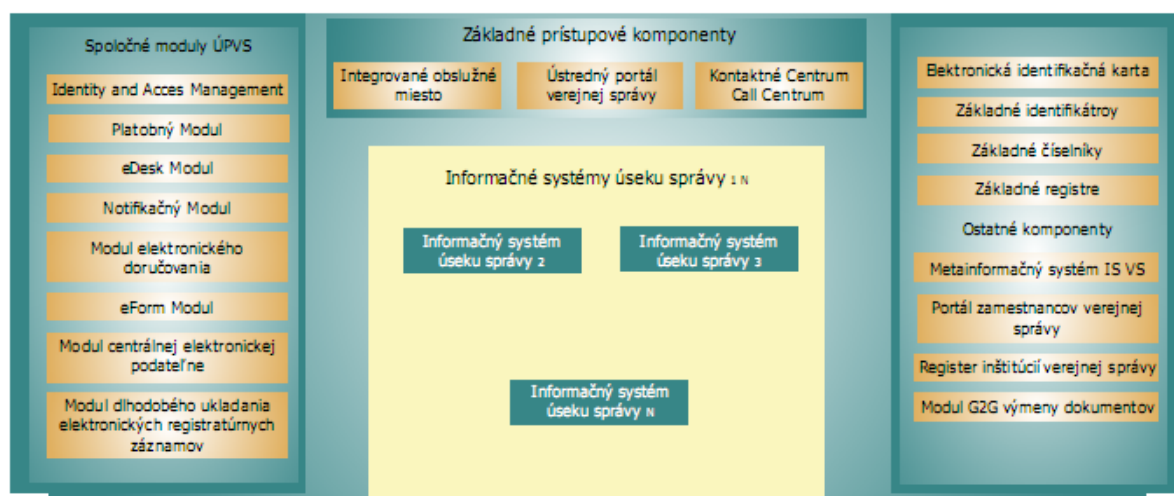 Spoločné moduly ÚPVS
Identity and Acces Management
Platobný Modul
eDesk Modul
Notifikačný Modul
Modul elektronického
doručovania
eForm Modul
Modul centrálnej elektronickej
podateľne
Modul dlhodobého ukladania
elektronických registratúrnych
záznamov
Základné prístupové komponenty
Integrované obslužné
miesto
Ústredný portál
verejnej správy
Kontaktné Centrum
Call Centrum
Informačné systémy úseku správy 1 N
Informačný systém
úseku správy 2
Informačný systém
úseku správy 3
Informačný systém
úseku správy N
Elektronická identifikačná karta
Základné identifikátroy
Základné číselníky
Základné registre
Ostatné komponenty
Metainformačný systém IS VS
Portál zamestnancov verejnej
správy
Register inštitúcií verejnej správy
Modul G2G výmeny dokumentov